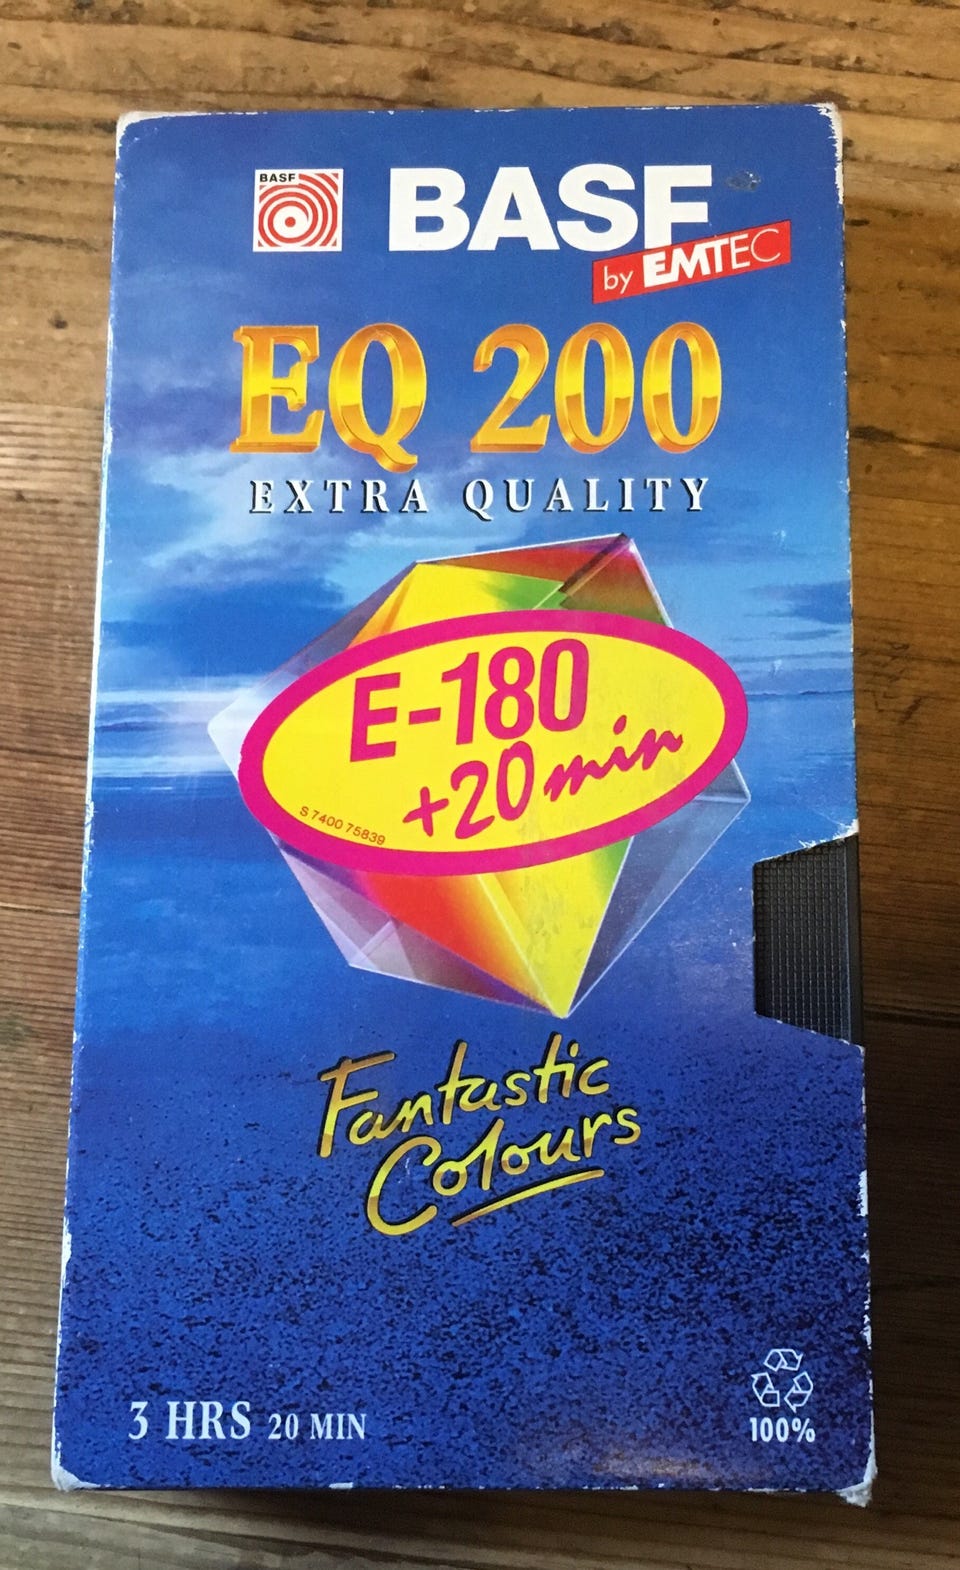 BASF
BASF
by EMTEC
EQ 200
EXTRA QUALITY
E-180
+20 min
S 7400 75839
Fantastic
Colours
3 HRS 20 MIN
100%